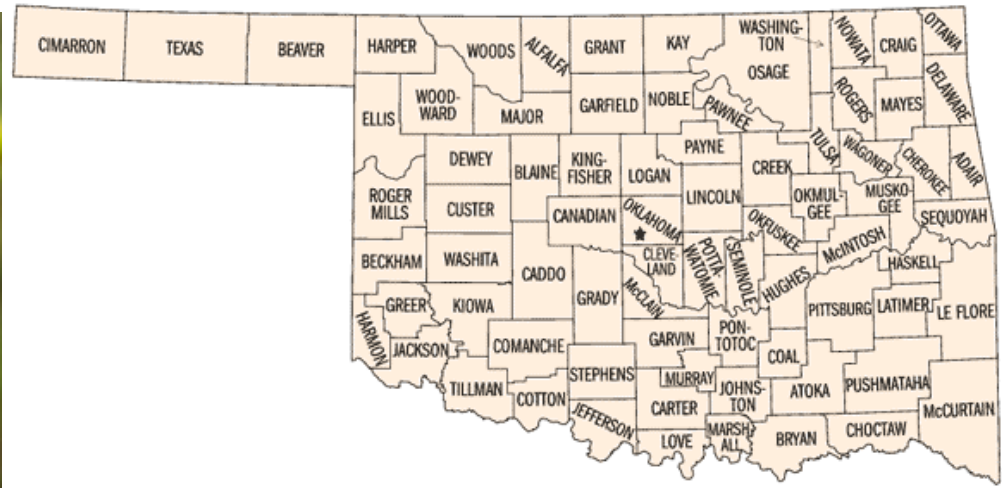 CIMARRON
TEXAS
BEAVER
HARPER
WOODS
ALFALFA
GRANT
KAY
WASHING-
TON
OSAGE
NOWATA
CRAIG
OTTAWA
ELLIS
WOOD-
WARD
MAJOR
GARFIELD
NOBLE
PAWNEE
ROGERS
MAYES
DELAWARE
DEWEY
BLAINE
KING-
FISHER
LOGAN
PAYNE
CREEK
TULSA
WAGONER
CHEROKEE
ADAIR
ROGER
MILLS
CUSTER
CANADIAN
OKLAHOMA
LINCOLN
OKFUSKEE
OKMUL-
GEE
MUSKO-
GEE
SEQUOYAH
BECKHAM
WASHITA
CADDO
GRADY
CLEVE-
LAND
McCLAIN
POTTA-
WATOMIE
SEMINOLE
HUGHES
McINTOSH
HASKELL
GREER
KIOWA
HARMON
JACKSON
COMANCHE
GARVIN
PON-
TOTOC
PITTSBURG
LATIMER
LE FLORE
COAL
TILLMAN
COTTON
STEPHENS
MURRAY
JOHNS-
TON
ATOKA
PUSHMATAHA
McCURTAIN
JEFFERSON
CARTER
LOVE
MARSH-
ALL
BRYAN
CHOCTAW